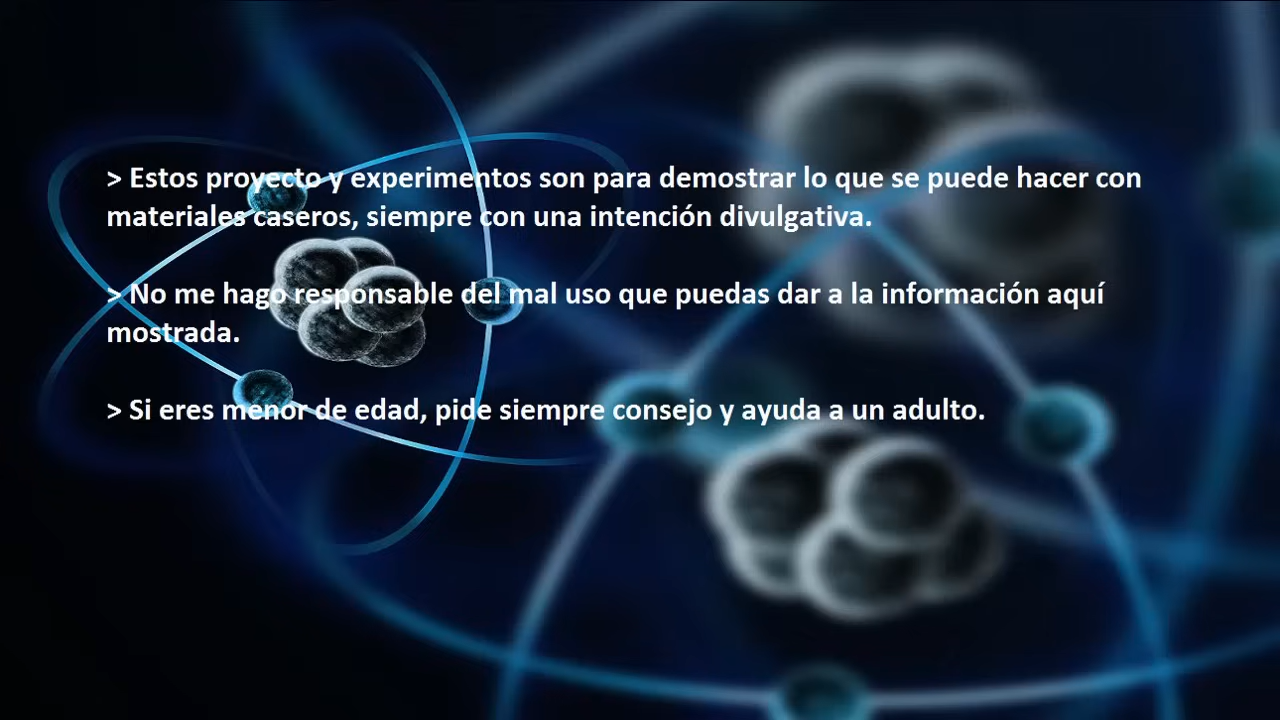 > Estos proyecto y experimentos son para demostrar lo que se puede hacer con
materiales caseros, siempre con una intención divulgativa.
> No me hago responsable del mal uso que puedas dar a la información aquí
mostrada.
> Si eres menor de edad, pide siempre consejo y ayuda a un adulto.